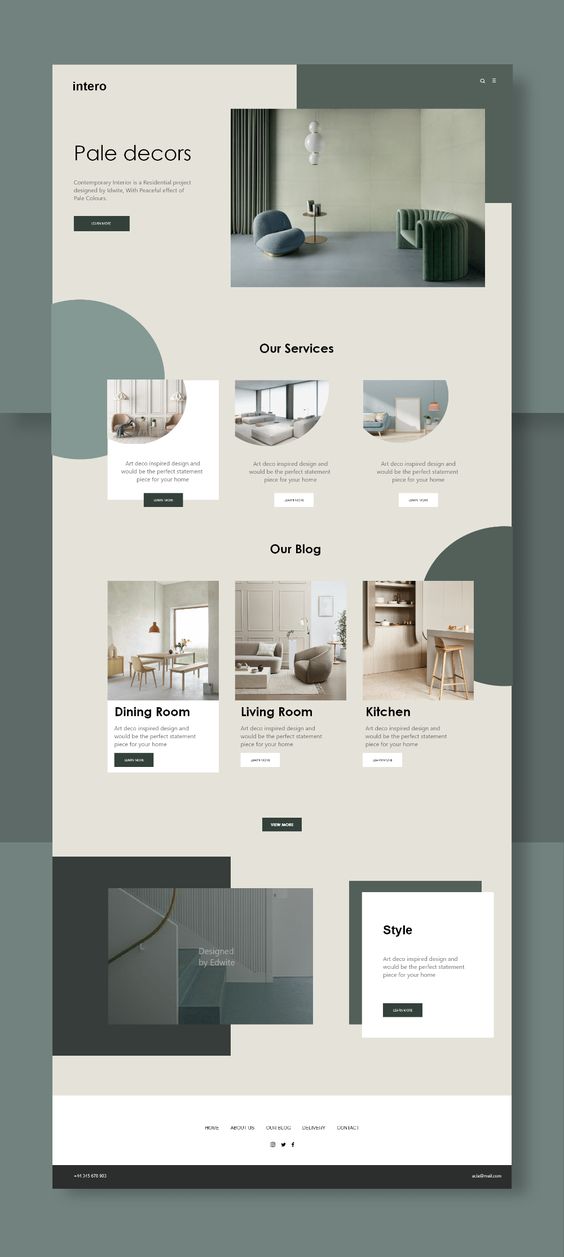 intero
Pale decors
Contemporary Interior is a Residential project
designed by Idwite, With Peaceful effect of
Pale Colours.
LEARN MORE
Our Services
Art deco inspired design and
would be the perfect statement
piece for your home
LEARN MORE
Art deco inspired design and
would be the perfect statement
piece for your home
LEARN MORE
Art deco inspired design and
would be the perfect statement
piece for your home
LEARN MORE
Our Blog
Dining Room
Art deco inspired design and
would be the perfect statement
piece for your home
LEARN MORE
Living Room
Art deco inspired design and
would be the perfect statement
piece for your home
LEARN MORE
Kitchen
Art deco inspired design and
would be the perfect statement
piece for your home
LEARN MORE
VIEW MORE
Designed
by Edwite
Style
Art deco inspired design and
would be the perfect statement
piece for your home
LEARN MORE
HOME ABOUT US OUR BLOG DELIVERY CONTACT